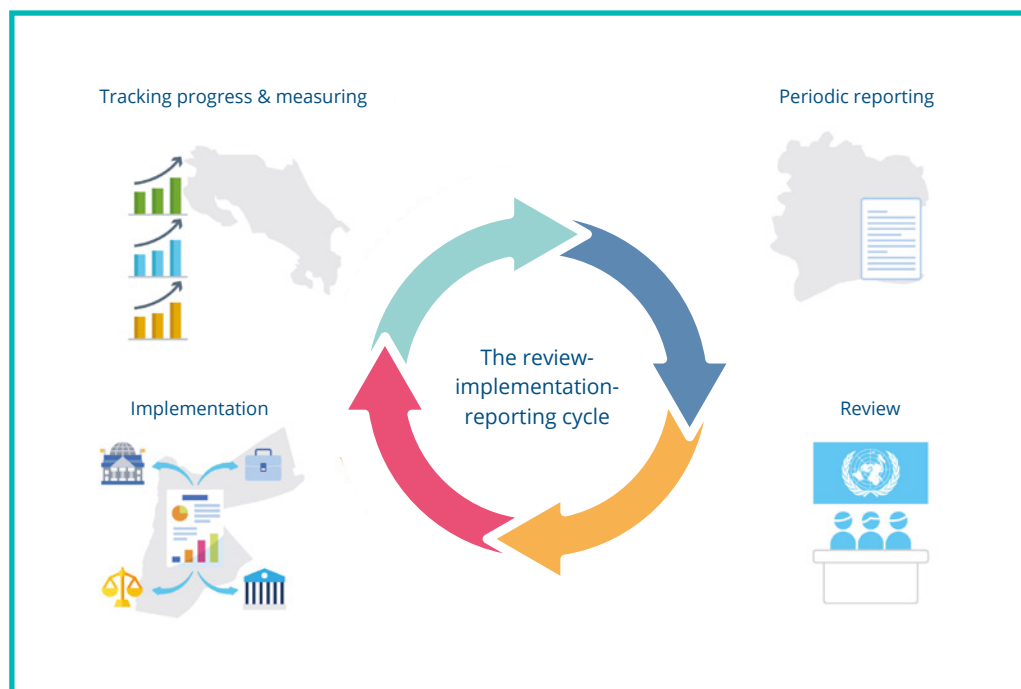 Tracking progress & measuring
Periodic reporting
The review-
implementation-
reporting cycle
Implementation
Review